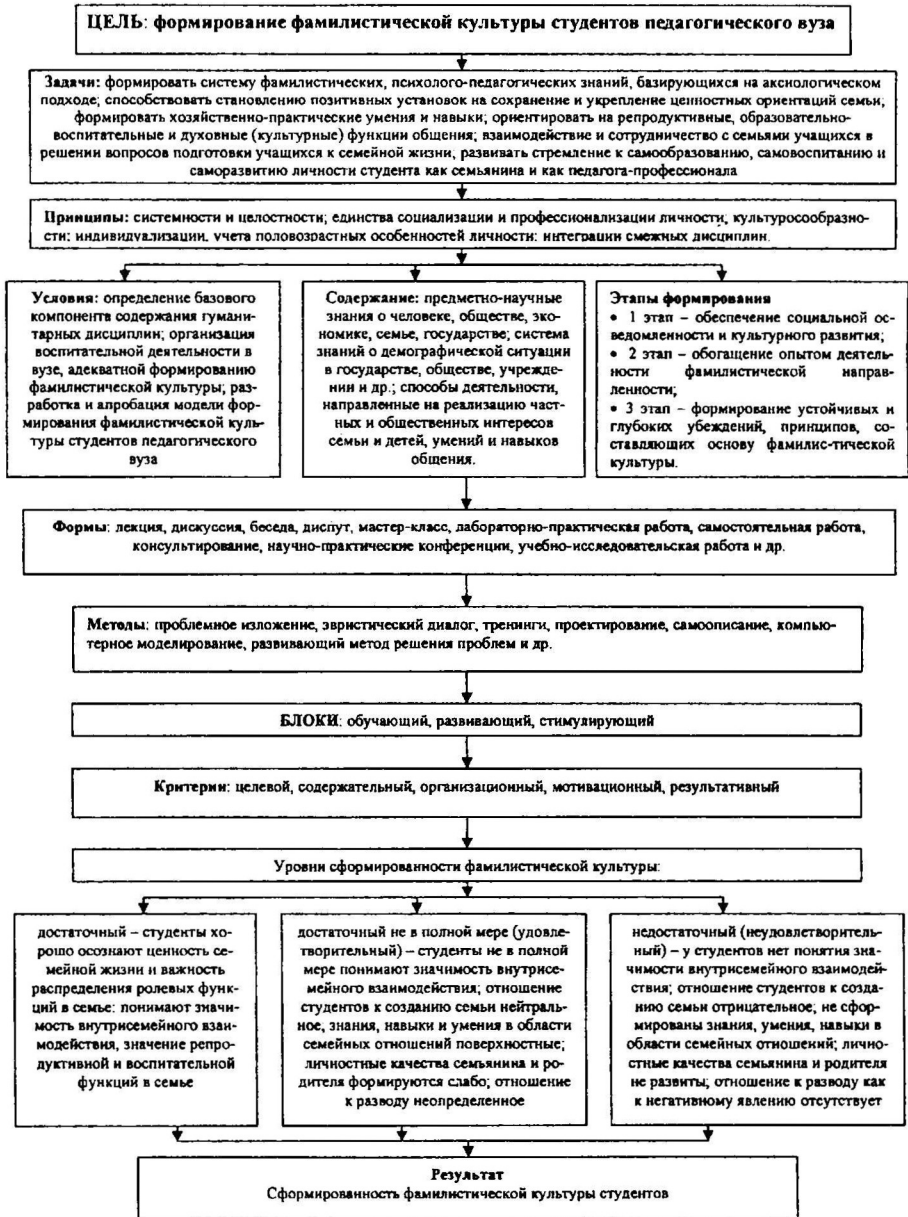 ЦЕЛЬ: формирование фамилистической культуры студентов педагогического вуза
Задачи: формировать систему фамилистических, психолого-педагогических знаний, базирующихся на аксиологическом
подходе; способствовать становлению позитивных установок на сохранение и укрепление ценностных ориентаций семьи;
формировать хозяйственно-практические умения и навыки; ориентировать на репродуктивные, образовательно-
воспитательные и духовные (культурные) функции общения; взаимодействие и сотрудничество с семьями учащихся в
решении вопросов подготовки учащихся к семейной жизни, развивать стремление к самообразованию, самовоспитанию и
саморазвитию личности студента как семьянина и как педагога-профессионала
Принципы: системности и целостности; единства социализации и профессионализации личности, культуросообразно-
сти; индивидуализации, учета половозрастных особенностей личности; интеграции смежных дисциплин.
Условия: определение базового
компонента содержания гумани-
тарных дисциплин; организация
воспитательной деятельности в
вузе, адекватной формированию
фамилистической культуры; раз-
работка и апробация модели фор-
мирования фамилистической куль-
туры студентов педагогического
вуза
Содержание: предметно-научные
знания о человеке, обществе, эко-
номике, семье, государстве; система
знаний о демографической ситуации
в государстве, обществе, учрежде-
нии и др.; способы деятельности,
направленные на реализацию част-
ных и общественных интересов
семьи и детей, умений и навыков
общения.
Этапы формирования
• 1 этап – обеспечение социальной ос-
ведомленности и культурного развития;
• 2 этап – обогащение опытом деятель-
ности фамилистической направ-
ленности;
• 3 этап – формирование устойчивых и
глубоких убеждений, принципов, со-
ставляющих основу фамилис-тической
культуры.
Формы: лекция, дискуссия, беседа, диспут, мастер-класс, лабораторно-практическая работа, самостоятельная работа,
консультирование, научно-практические конференции, учебно-исследовательская работа и др.
Методы: проблемное изложение, эвристический диалог, тренинги, проектирование, самоописание, компью-
терное моделирование, развивающий метод решения проблем и др.
БЛОКИ: обучающий, развивающий, стимулирующий
Критерии: целевой, содержательный, организационный, мотивационный, результативный
Уровни сформированности фамилистической культуры:
достаточный – студенты хо-
рошо осознают ценность се-
мейной жизни и важность
распределения ролевых функ-
ций в семье: понимают значи-
мость внутрисемейного взаи-
модействия, значение репро-
дуктивной и воспитательной
функций в семье
достаточный не в полной мере (удовле-
творительный) – студенты не в полной
мере понимают значимость внутрисе-
мейного взаимодействия; отношение
студентов к созданию семьи нейтраль-
ное, знания, навыки и умения в области
семейных отношений поверхностные;
личностные качества семьянина и ро-
дителя формируются слабо; отношение
к разводу неопределенное
недостаточный (неудовлетворитель-
ный) – у студентов нет понятия зна-
чимости внутрисемейного взаимодей-
ствия; отношение студентов к созда-
нию семьи отрицательное; не сфор-
мированы знания, умения, навыки в
области семейных отношений; лично-
стные качества семьянина и родителя
не развиты; отношение к разводу как
к негативному явлению отсутствует
Результат
Сформированность фамилистической культуры студентов